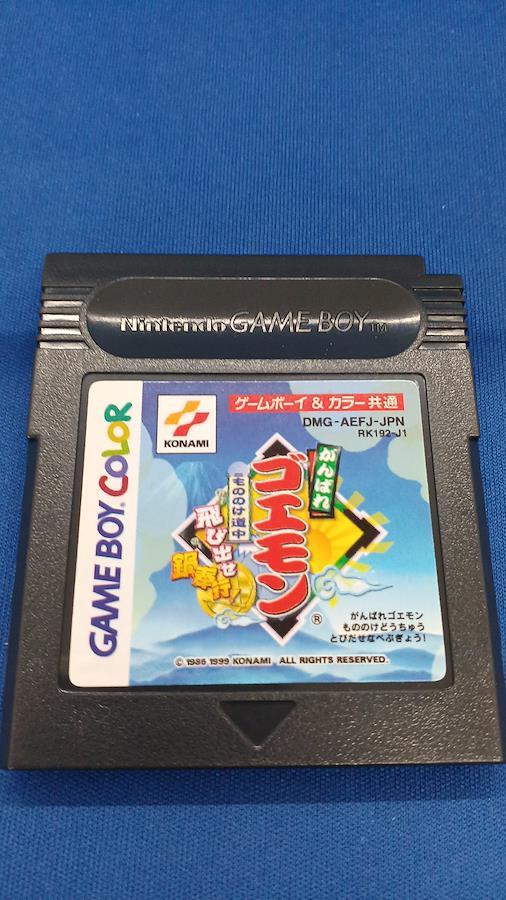 Nintendo GAME BOY TM
GAME BOY COLOR
KONAMI
ゲームボーイ & カラー共通
DMG-AEFJ-JPN
RK192-J1
がんばれ
ゴエモン
®
もののけ道中
飛び出せ
鍋奉行
がんばれゴエモン
もののけどうちゅう
とびだせなべぶぎょう!
© 1986 1999 KONAMI ALL RIGHTS RESERVED.